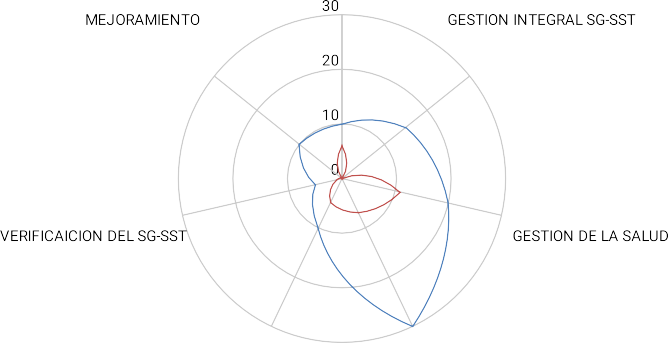 30
MEJORAMIENTO
GESTION INTEGRAL SG-SST
20
10
0
VERIFICAICION DEL SG-SST
GESTION DE LA SALUD